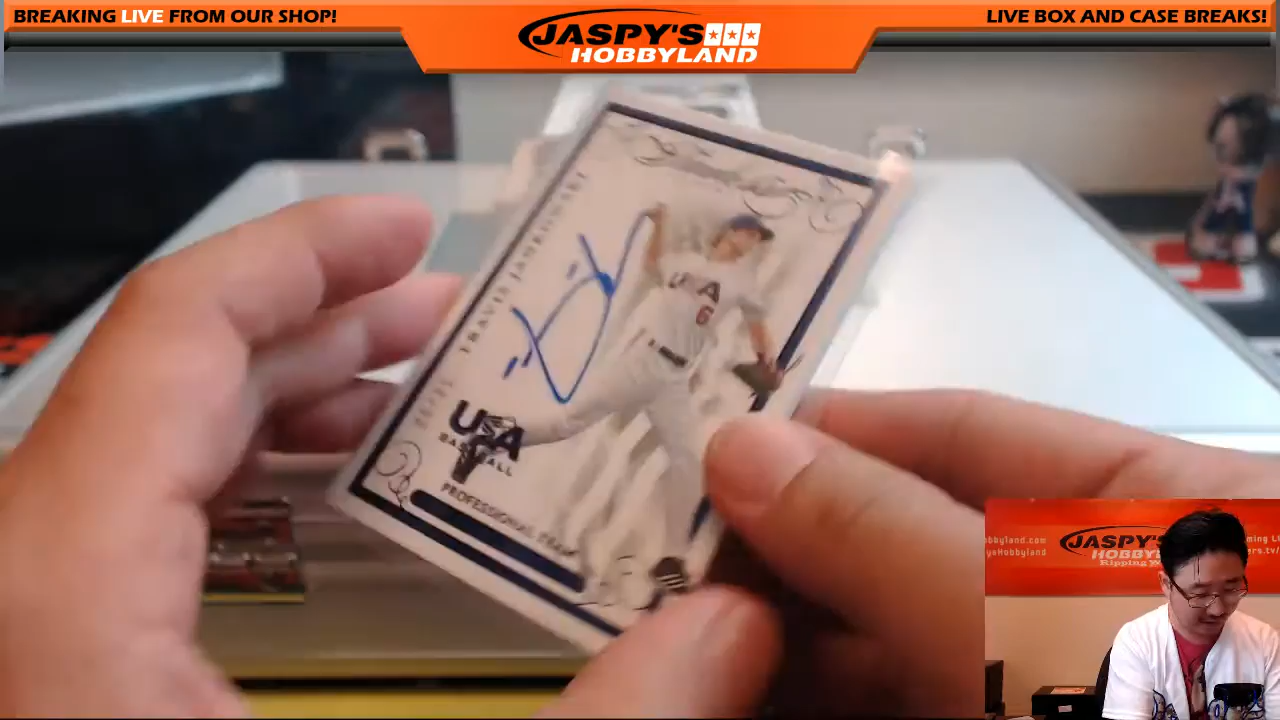 BREAKING LIVE FROM OUR SHOP!
JASPY'S
HOBBYLAND
LIVE BOX AND CASE BREAKS!
TRAVIS JANKOWSKI
USA
6
USA
BASEBALL
PROFESSIONAL TEAM
JASPY'S
Ripping